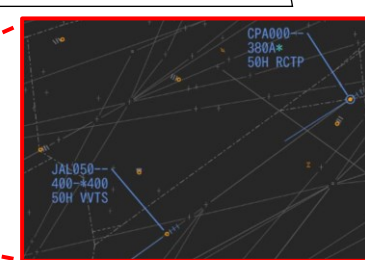 CPA000--
380A*
50H RCTP
JAL050--
400-*400
50H VVTS